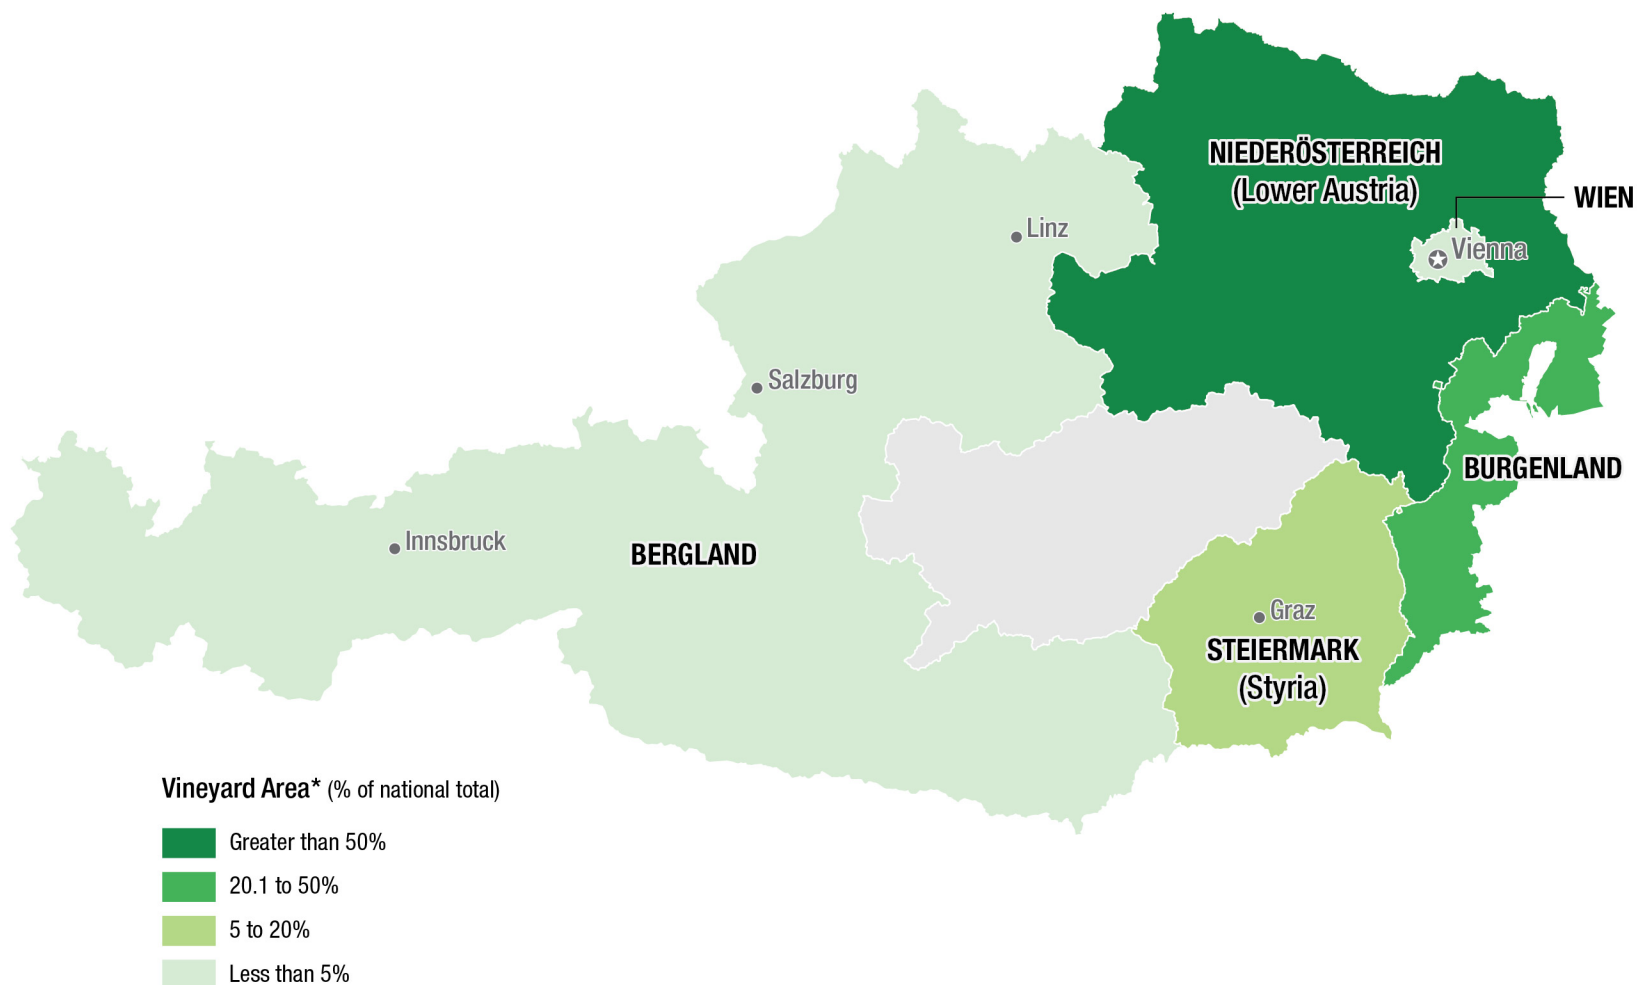 NIEDERÖSTERREICH
(Lower Austria)
WIEN
Linz
Vienna
Salzburg
BURGENLAND
Innsbruck
BERGLAND
Graz
STEIERMARK
(Styria)
Vineyard Area* (% of national total)
Greater than 50%
20.1 to 50%
5 to 20%
Less than 5%